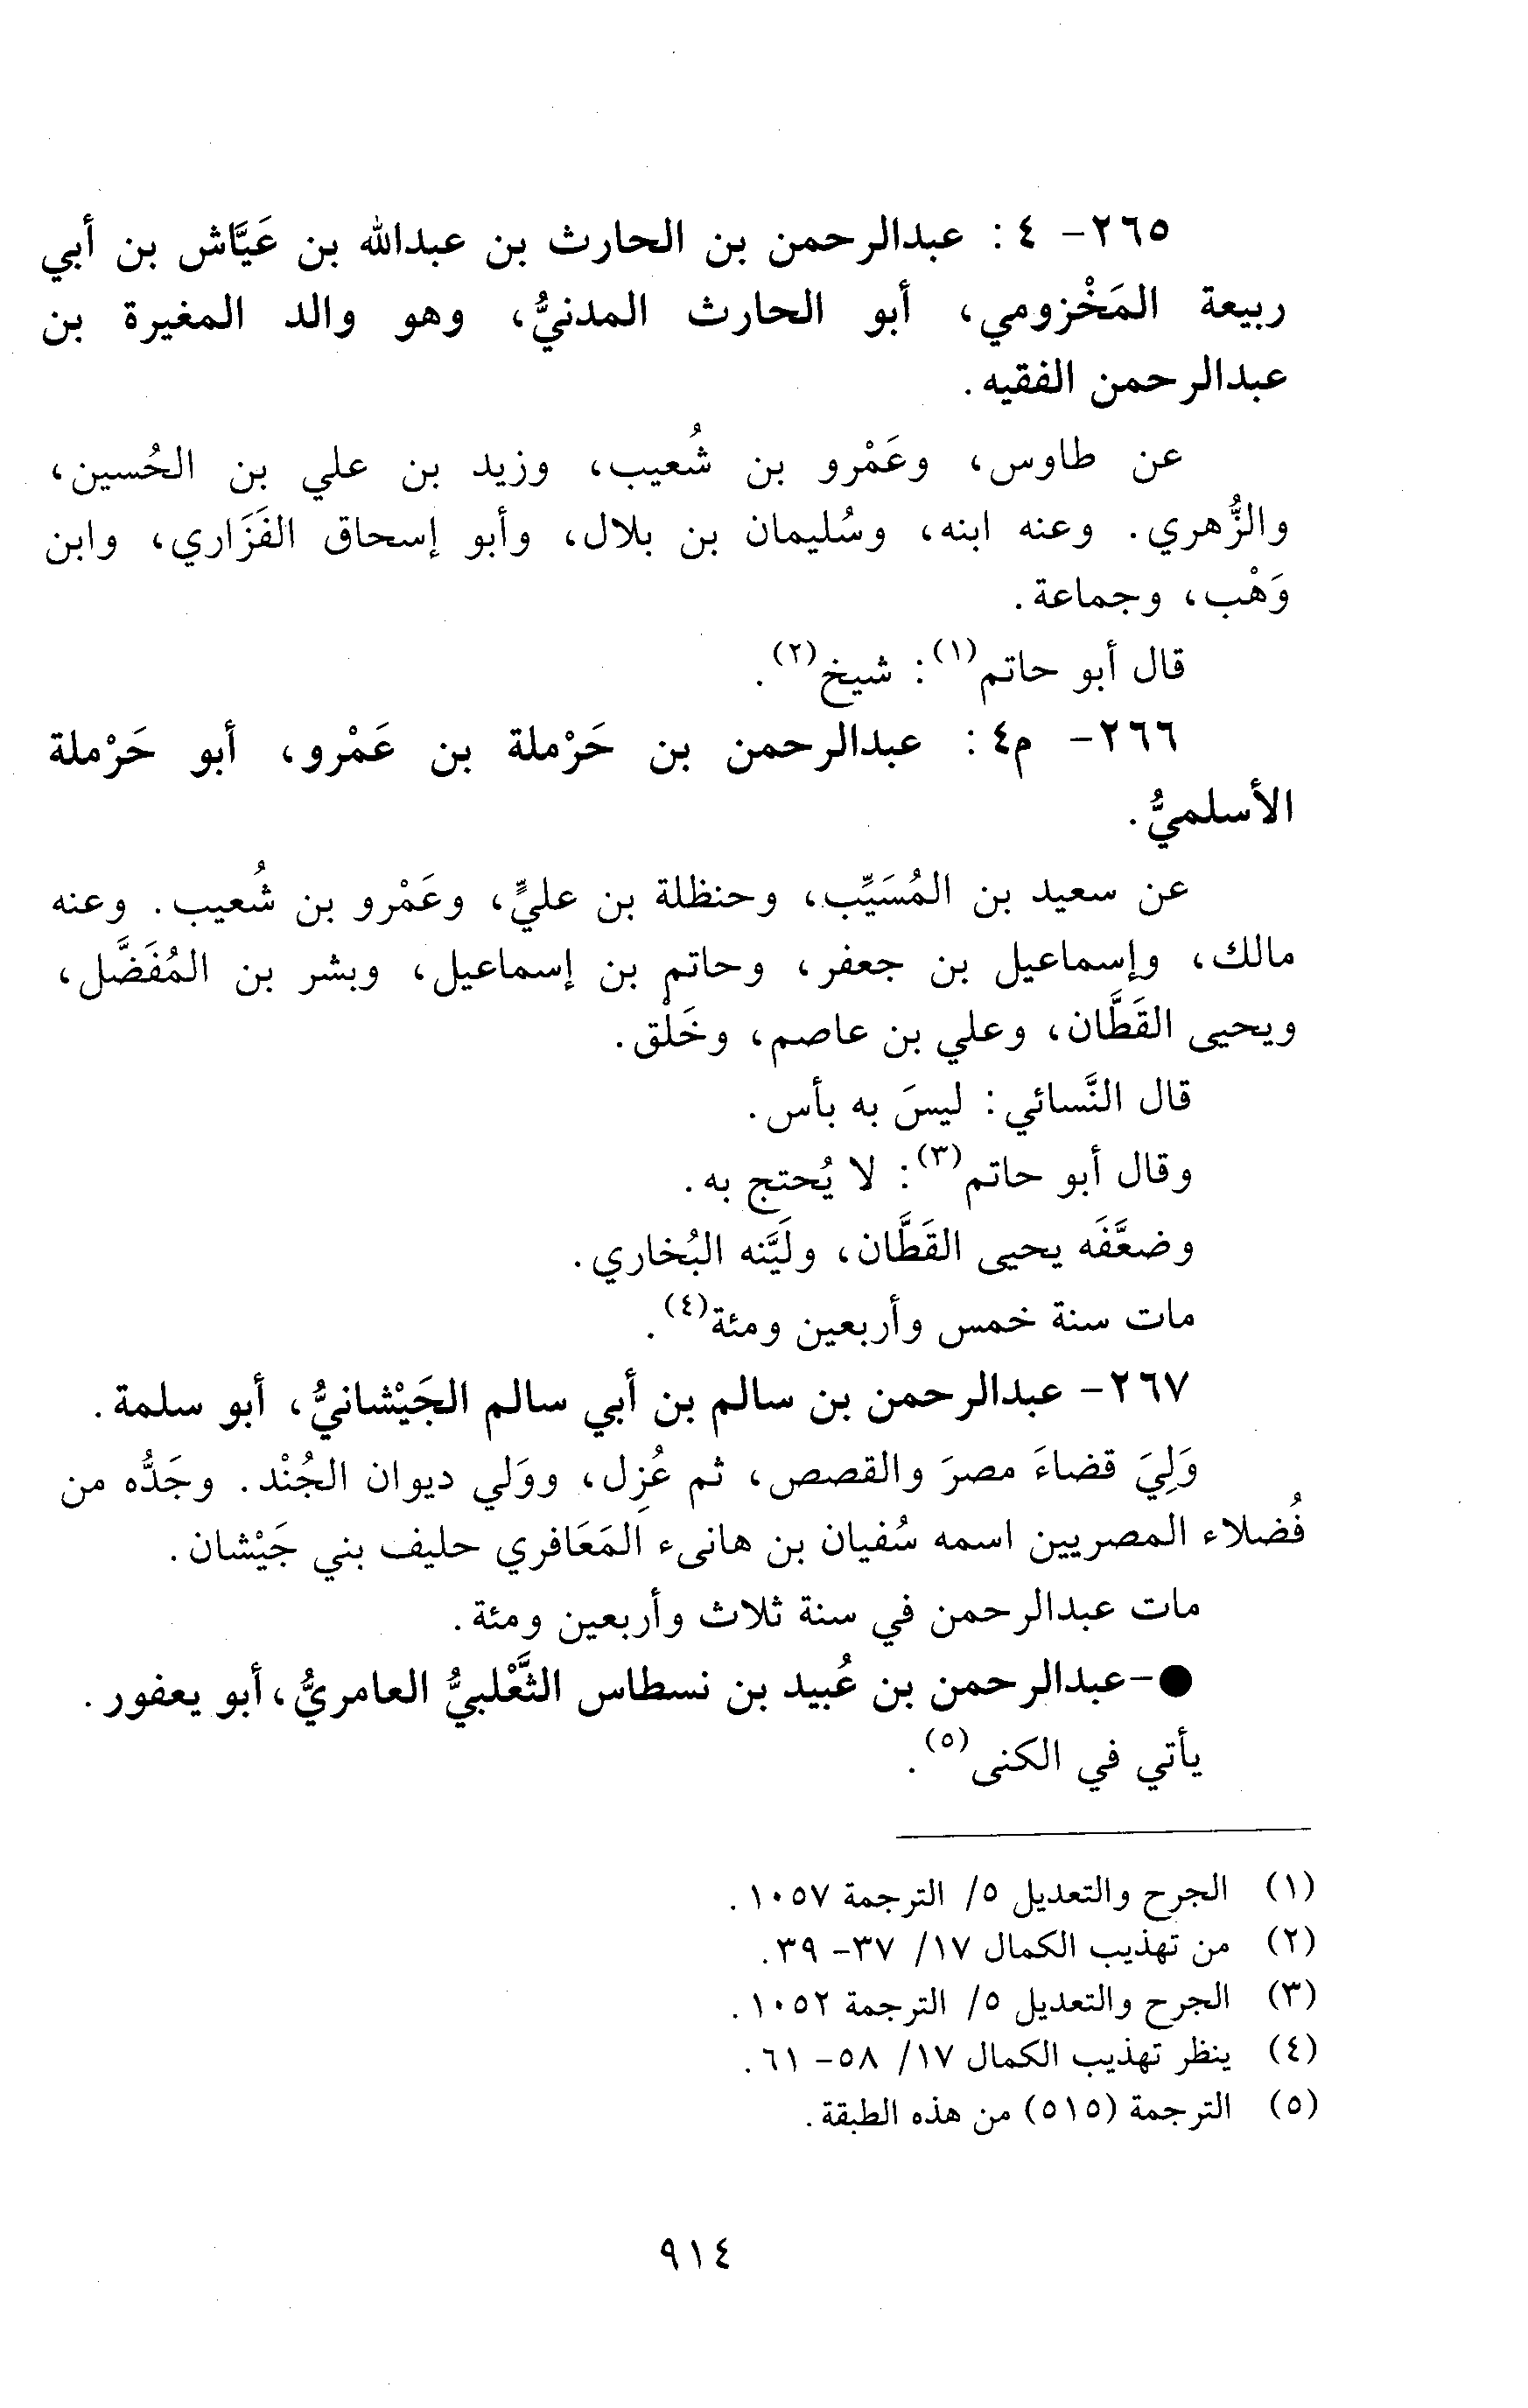 ٢٦٥- ٤: عبدالرحمن بن الحارث بن عبدالله بن عَيَّاش بن أبي
ربيعة المَخْزومي، أبو الحارث المدنيُّ، وهو والد المغيرة بن
عبدالرحمن الفقيه.
عن طاوس، وعَمْرو بن شُعيب، وزيد بن علي بن الحُسين،
والزُّهري. وعنه ابنه، وسُليمان بن بلال، وأبو إسحاق الفَزَاري، وابن
وَهْب، وجماعة.
قال أبو حاتم(١): شيخ(٢).
٢٦٦- م٤: عبدالرحمن بن حَرْملة بن عَمْرو، أبو حَرْملة
الأسلميُّ.
عن سعيد بن المُسَيِّب، وحنظلة بن عليٍّ، وعَمْرو بن شُعيب. وعنه
مالك، وإسماعيل بن جعفر، وحاتم بن إسماعيل، وبشر بن المُفَضَّل،
ويحيى القَطَّان، وعلي بن عاصم، وخَلْق.
قال النَّسائي: ليسَ به بأس.
وقال أبو حاتم(٣): لا يُحتج به.
وضعَّفَه يحيى القَطَّان، وليَّنه البُخاري.
مات سنة خمس وأربعين ومئة(٤).
٢٦٧- عبدالرحمن بن سالم بن أبي سالم الجَيْشانيُّ، أبو سلمة.
وَلِيَ قضاءَ مصرَ والقصص، ثم عُزِل، ووَلي ديوان الجُنْد. وجَدُّه من
فُضلاء المصريين اسمه سُفيان بن هانىء المَعَافري حليف بني جَيْشان.
مات عبدالرحمن في سنة ثلاث وأربعين ومئة.
●-عبدالرحمن بن عُبيد بن نسطاس الثَّعْلبيُّ العامريُّ، أبو يعفور.
يأتي في الكنى(٥).
(١) الجرح والتعديل ٥/ الترجمة ١٠٥٧.
(٢) من تهذيب الكمال ١٧/ ٣٧- ٣٩.
(٣) الجرح والتعديل ٥/ الترجمة ١٠٥٢.
(٤) ينظر تهذيب الكمال ١٧/ ٥٨- ٦١.
(٥) الترجمة (٥١٥) من هذه الطبقة.
٩١٤